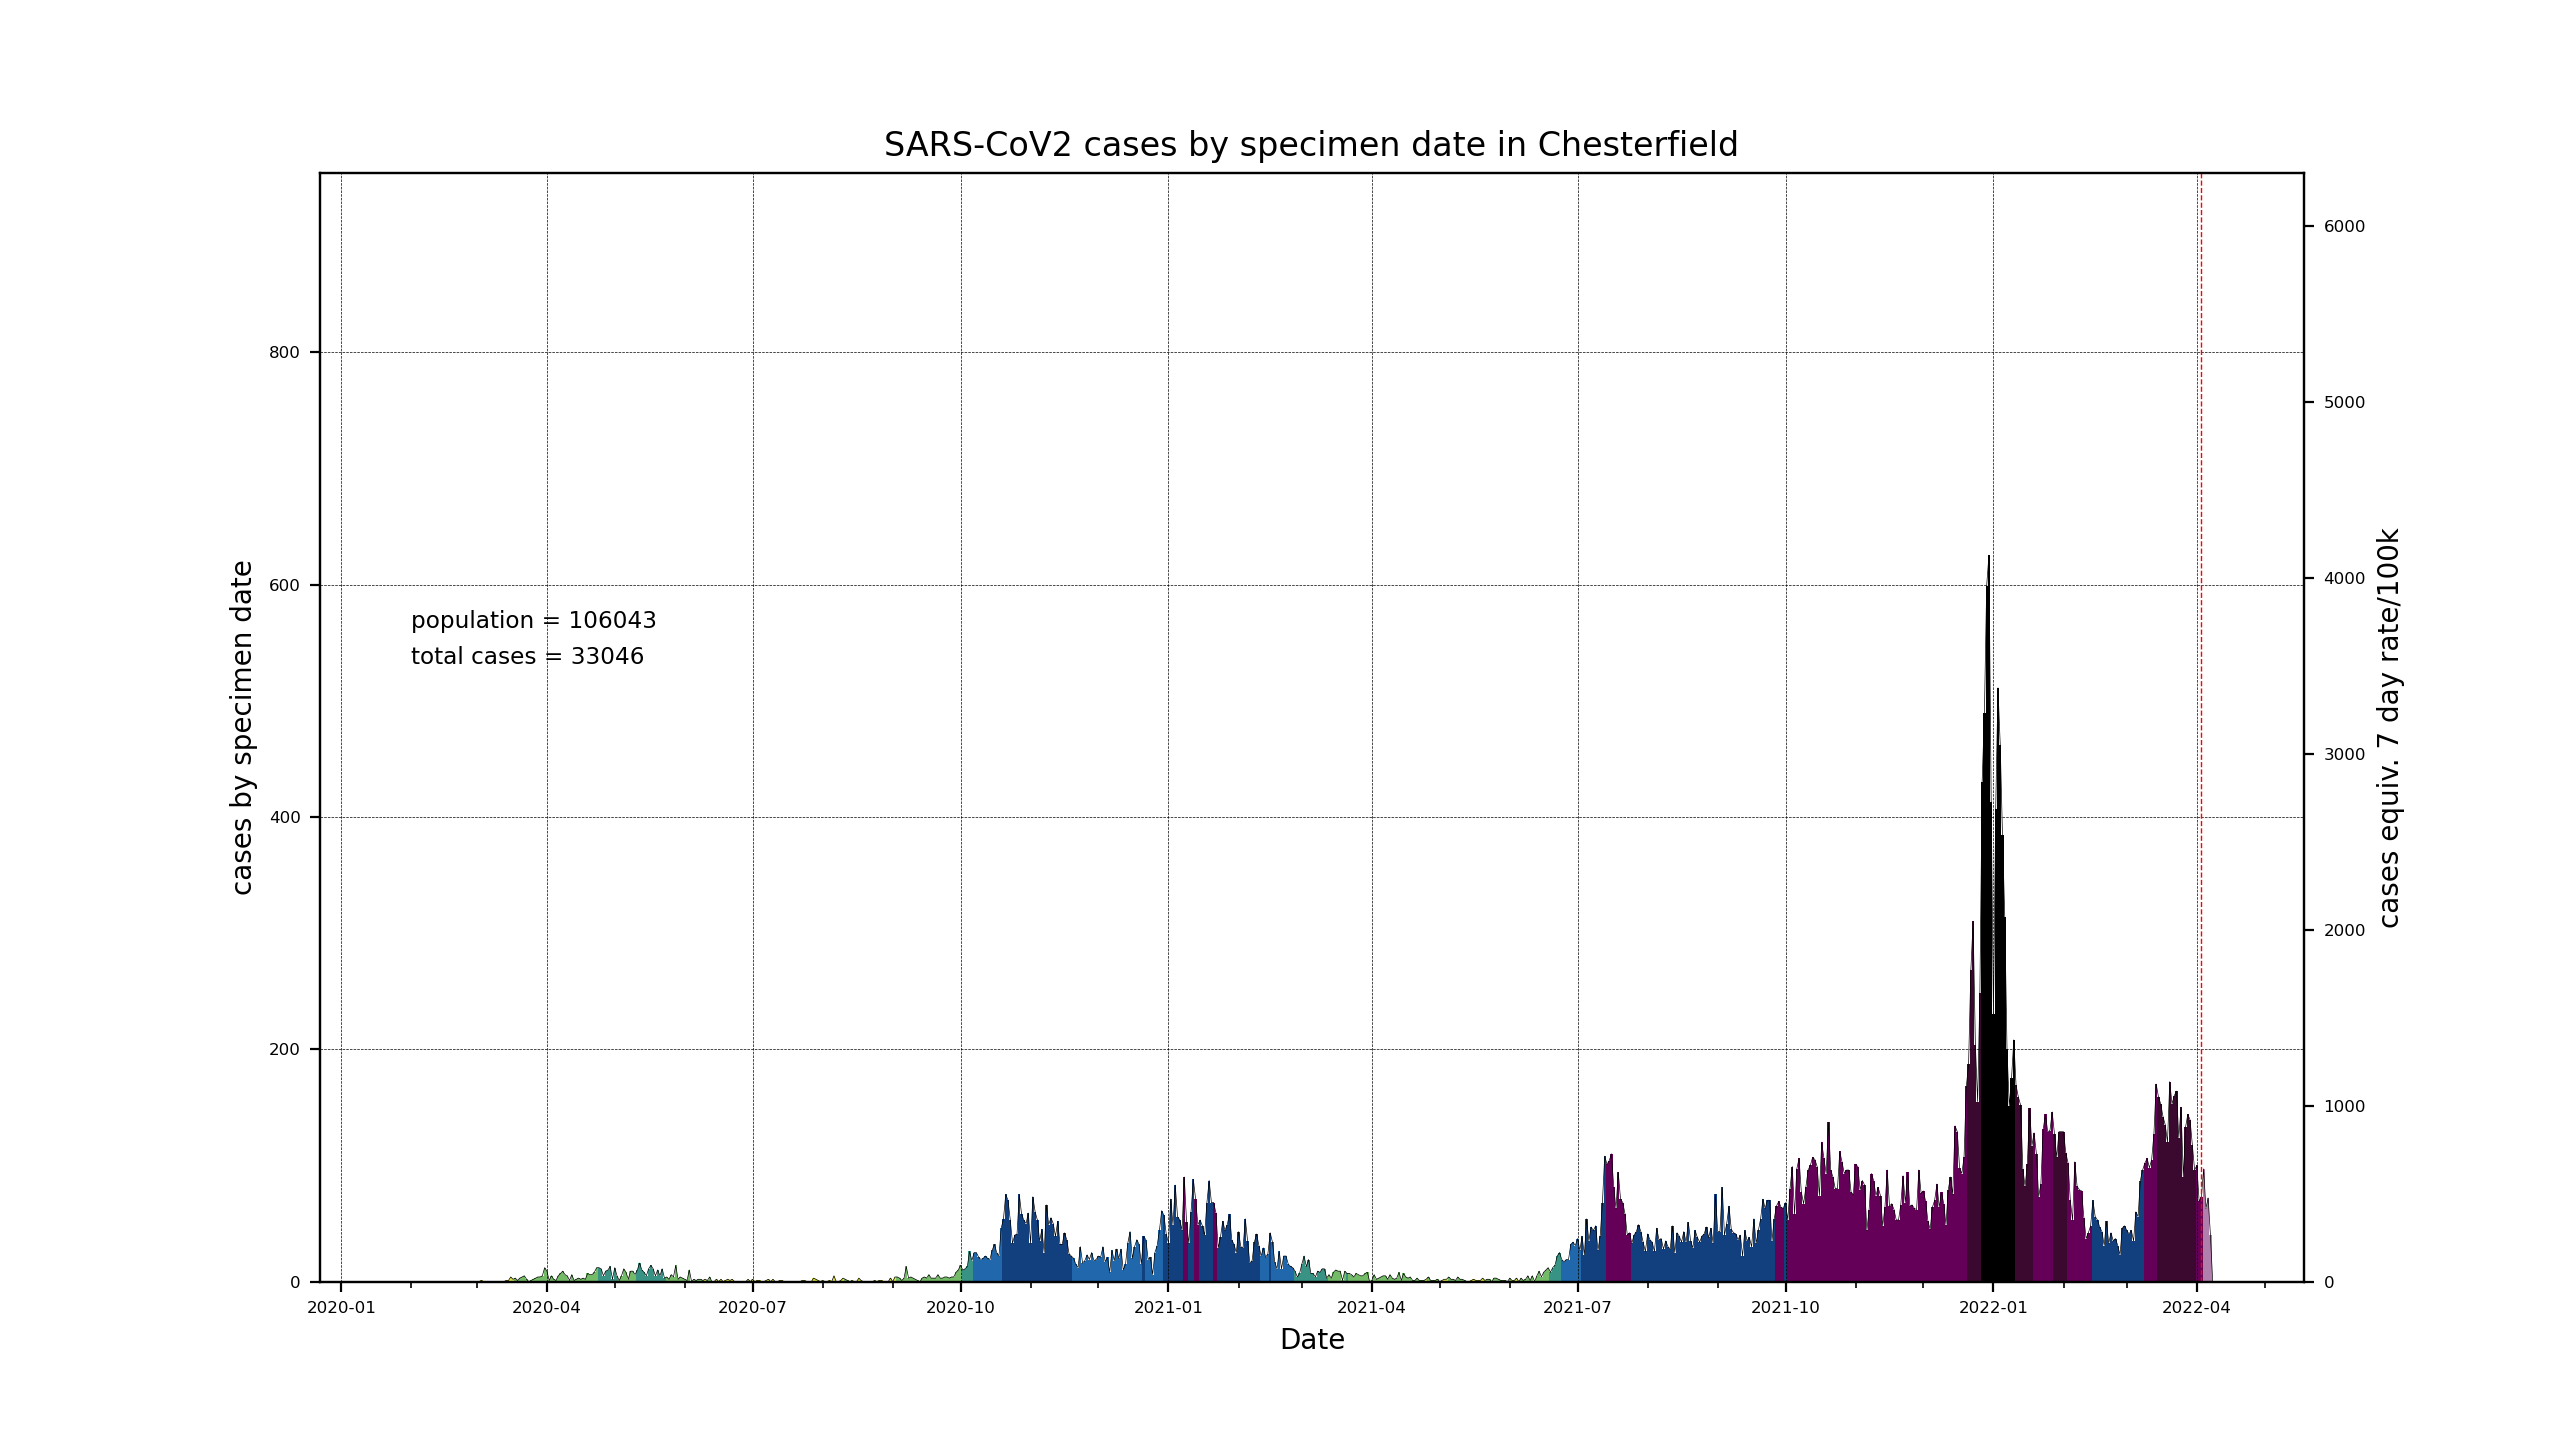 SARS-CoV2 cases by specimen date in Chesterfield
cases by specimen date
800
600
400
200
0
population = 106043
total cases = 33046
6000
5000
4000
3000
2000
1000
0
cases equiv. 7 day rate/100k
2020-01 2020-04 2020-07 2020-10 2021-01 2021-04 2021-07 2021-10 2022-01 2022-04
Date